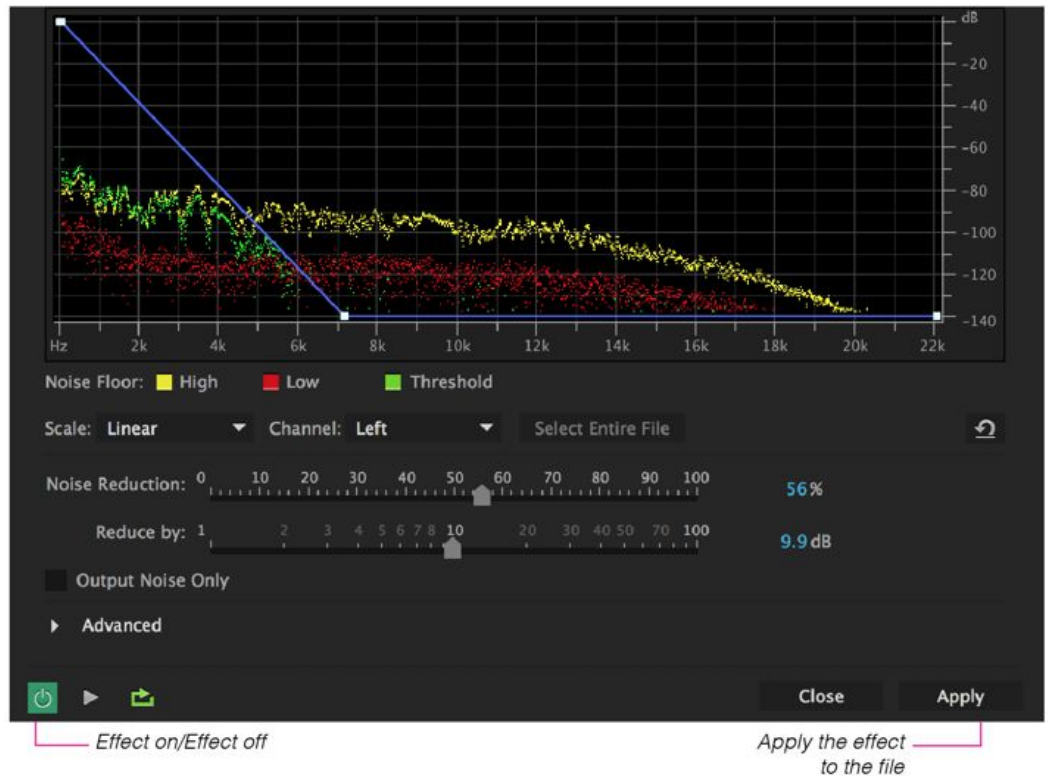 dB
-20
-40
-60
-80
-100
-120
-140
Hz 2k 4k 6k 8k 10k 12k 14k 16k 18k 20k 22k
Noise Floor: High Low Threshold
Scale: Linear Channel: Left Select Entire File
0 10 20 30 40 50 60 70 80 90 100
Noise Reduction: 56%
Reduce by: 1 2 3 4 5 6 7 8 10 20 30 40 50 70 100 9.9 dB
Output Noise Only
Advanced
Close Apply
Effect on/Effect off
Apply the effect
to the file